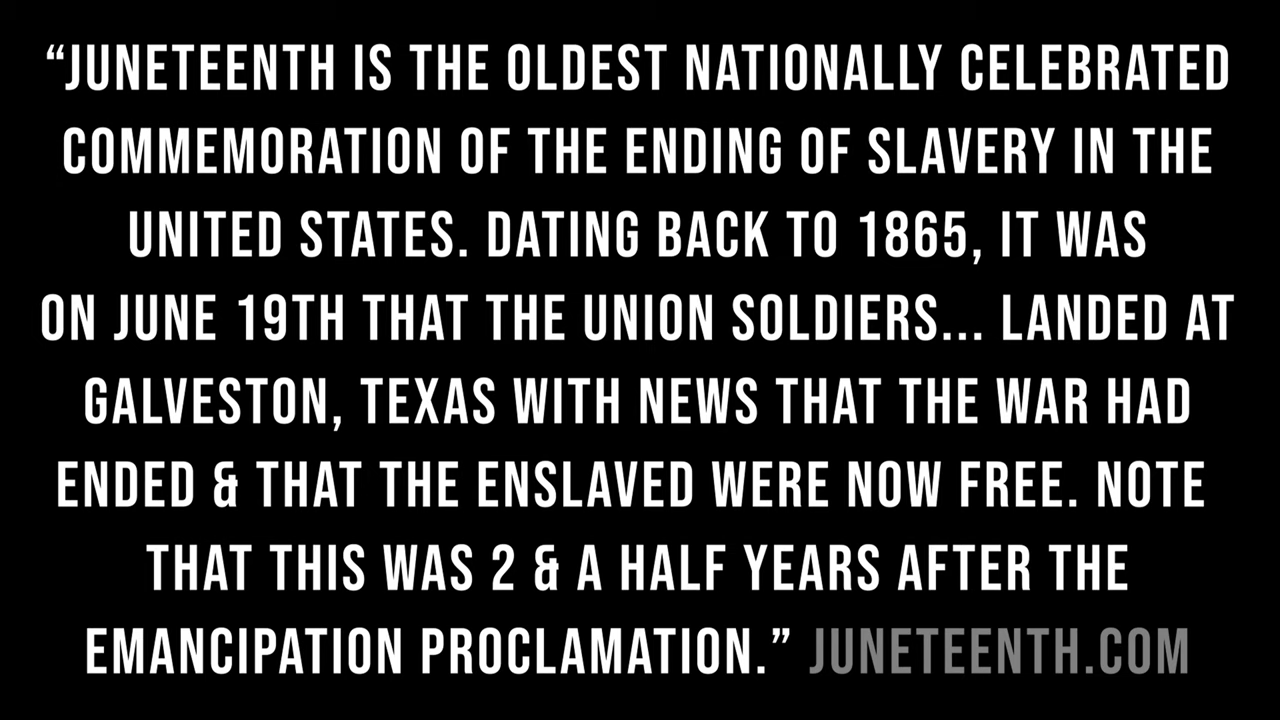 “JUNETEENTH IS THE OLDEST NATIONALLY CELEBRATED
COMMEMORATION OF THE ENDING OF SLAVERY IN THE
UNITED STATES. DATING BACK TO 1865, IT WAS
ON JUNE 19TH THAT THE UNION SOLDIERS... LANDED AT
GALVESTON, TEXAS WITH NEWS THAT THE WAR HAD
ENDED & THAT THE ENSLAVED WERE NOW FREE. NOTE
THAT THIS WAS 2 & A HALF YEARS AFTER THE
EMANCIPATION PROCLAMATION.” JUNETEENTH.COM